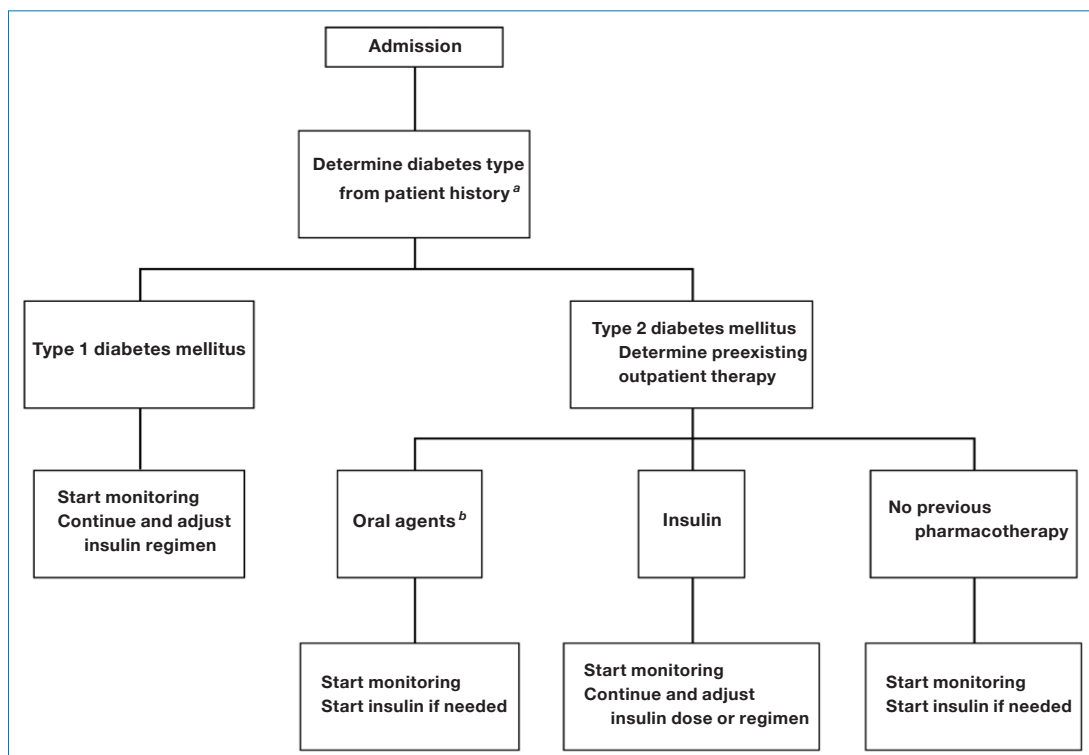 Admission
Determine diabetes type
from patient history a
Type 1 diabetes mellitus
Type 2 diabetes mellitus
Determine preexisting
outpatient therapy
Start monitoring
Continue and adjust
insulin regimen
Oral agents b
Insulin
No previous
pharmacotherapy
Start monitoring
Start insulin if needed
Start monitoring
Continue and adjust
insulin dose or regimen
Start monitoring
Start insulin if needed